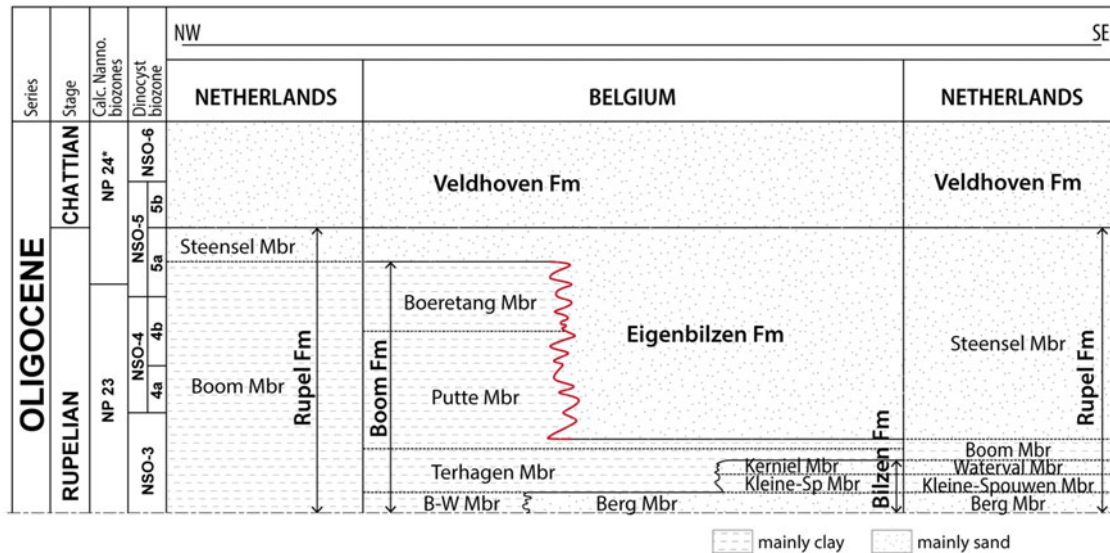 NW
SE
Series
Stage
Calc. Nanno.
biozones
Dinocyst
biozone
NETHERLANDS
BELGIUM
NETHERLANDS
OLIGOCENE
CHATTIAN
RUPELIAN
NP 24*
NP 23
NSO-6
NSO-5
5b
5a
NSO-4
4b
4a
NSO-3
Veldhoven Fm
Veldhoven Fm
Steensel Mbr
Boom Mbr
Rupel Fm
Boom Fm
Boeretang Mbr
Putte Mbr
Terhagen Mbr
B-W Mbr
Berg Mbr
Eigenbilzen Fm
Kerniel Mbr
Kleine-Sp Mbr
Bilzen Fm
Steensel Mbr
Rupel Fm
Boom Mbr
Waterval Mbr
Kleine-Spouwen Mbr
Berg Mbr
mainly clay
mainly sand